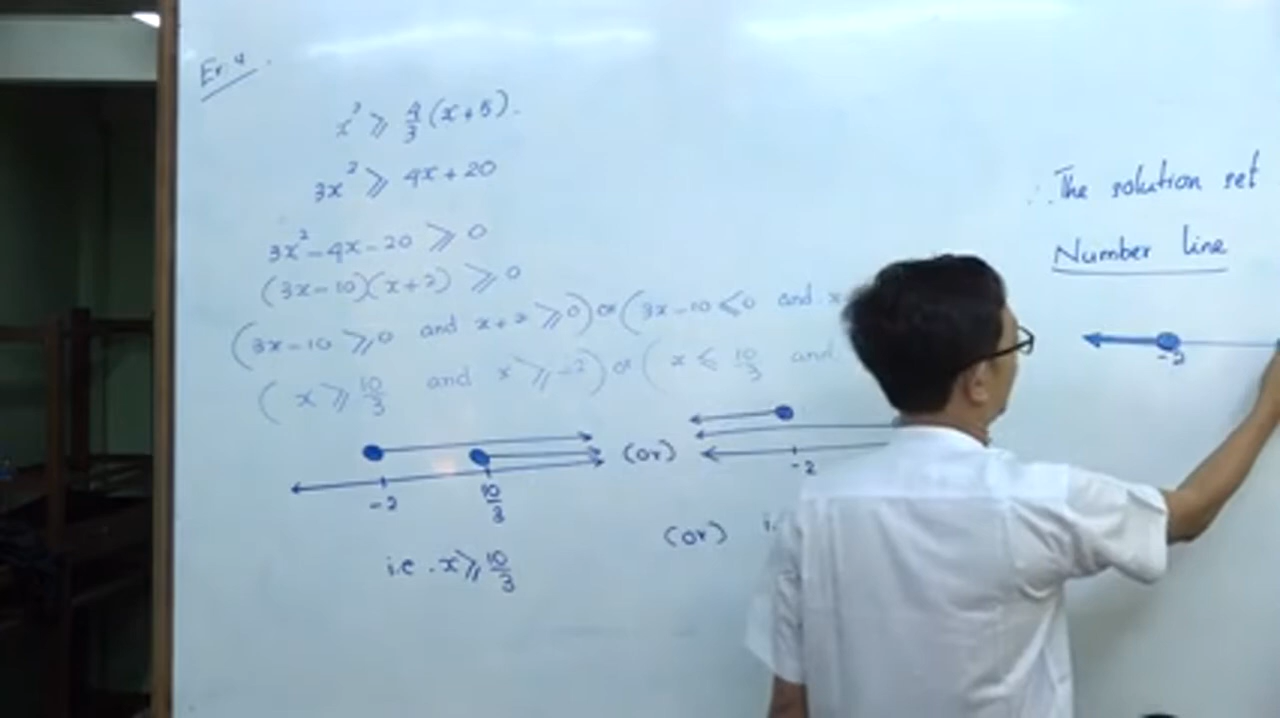 Ex. 4.
x² ⩾ 4/3 (x+5).
3x² ⩾ 4x + 20
3x² - 4x - 20 ⩾ 0
(3x-10)(x+2) ⩾ 0
(3x-10 ⩾ 0 and x+2 ⩾ 0) or (3x-10 ⩽ 0 and x
(x ⩾ 10/3 and x ⩾ -2) or (x ⩽ 10/3 and
-2 10/3 (or) -2
i.e. x ⩾ 10/3 (or) i.
∴ The solution set
Number line
-2